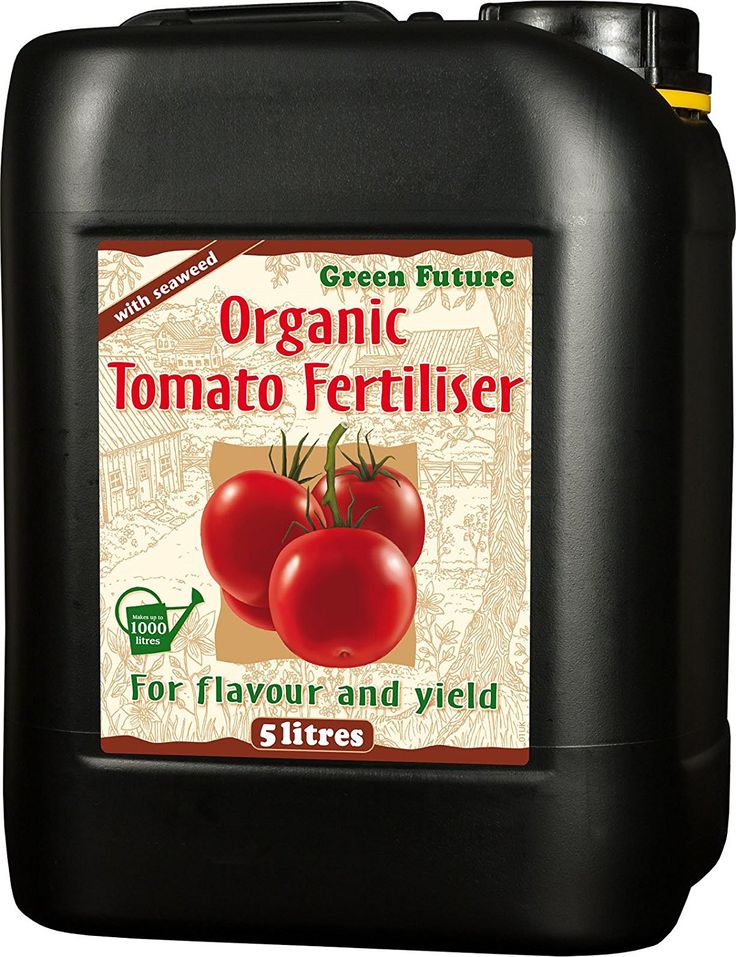 with seaweed
Green Future
Organic
Tomato Fertiliser
Makes up to
1000
litres
For flavour and yield
5 litres